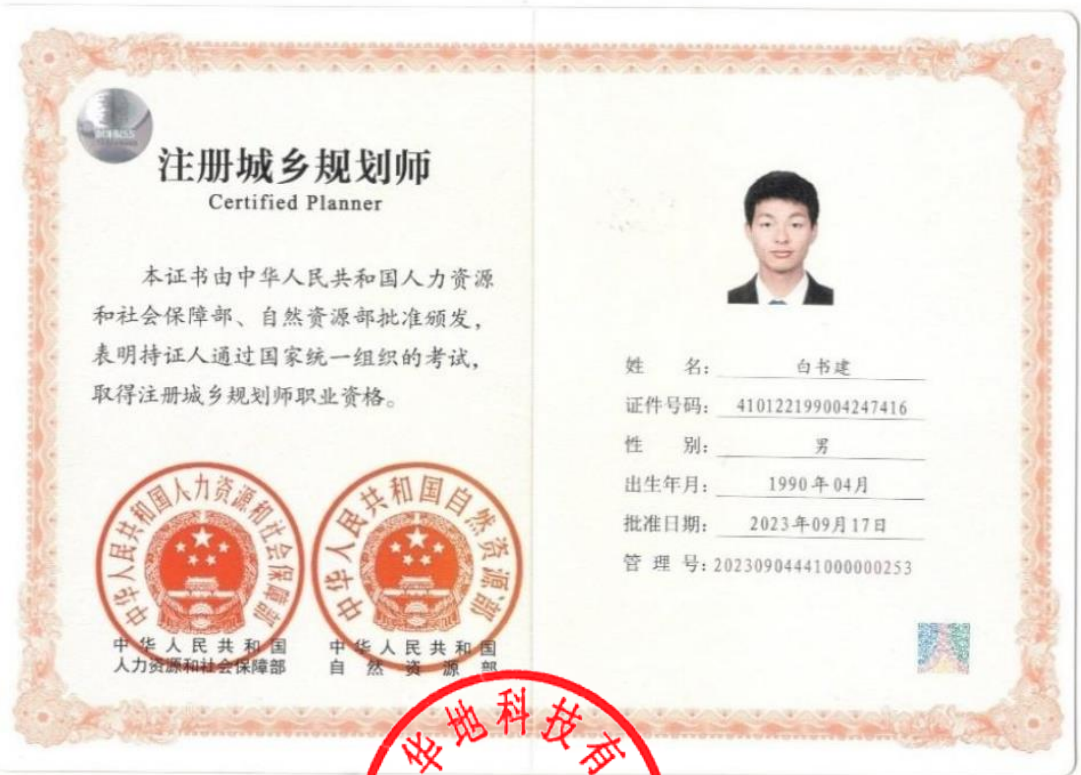 注册城乡规划师
Certified Planner
本证书由中华人民共和国人力资源
和社会保障部、自然资源部批准颁发，
表明持证人通过国家统一组织的考试，
取得注册城乡规划师职业资格。
中华人民共和国人力资源和社会保障部
中华人民共和国
人力资源和社会保障部
中华人民共和国自然资源部
中华人民共和国
自然资源部
姓 名： 白书建
证件号码： 410122199004247416
性 别： 男
出生年月： 1990年04月
批准日期： 2023年09月17日
管 理 号：20230904441000000253
华地科技有